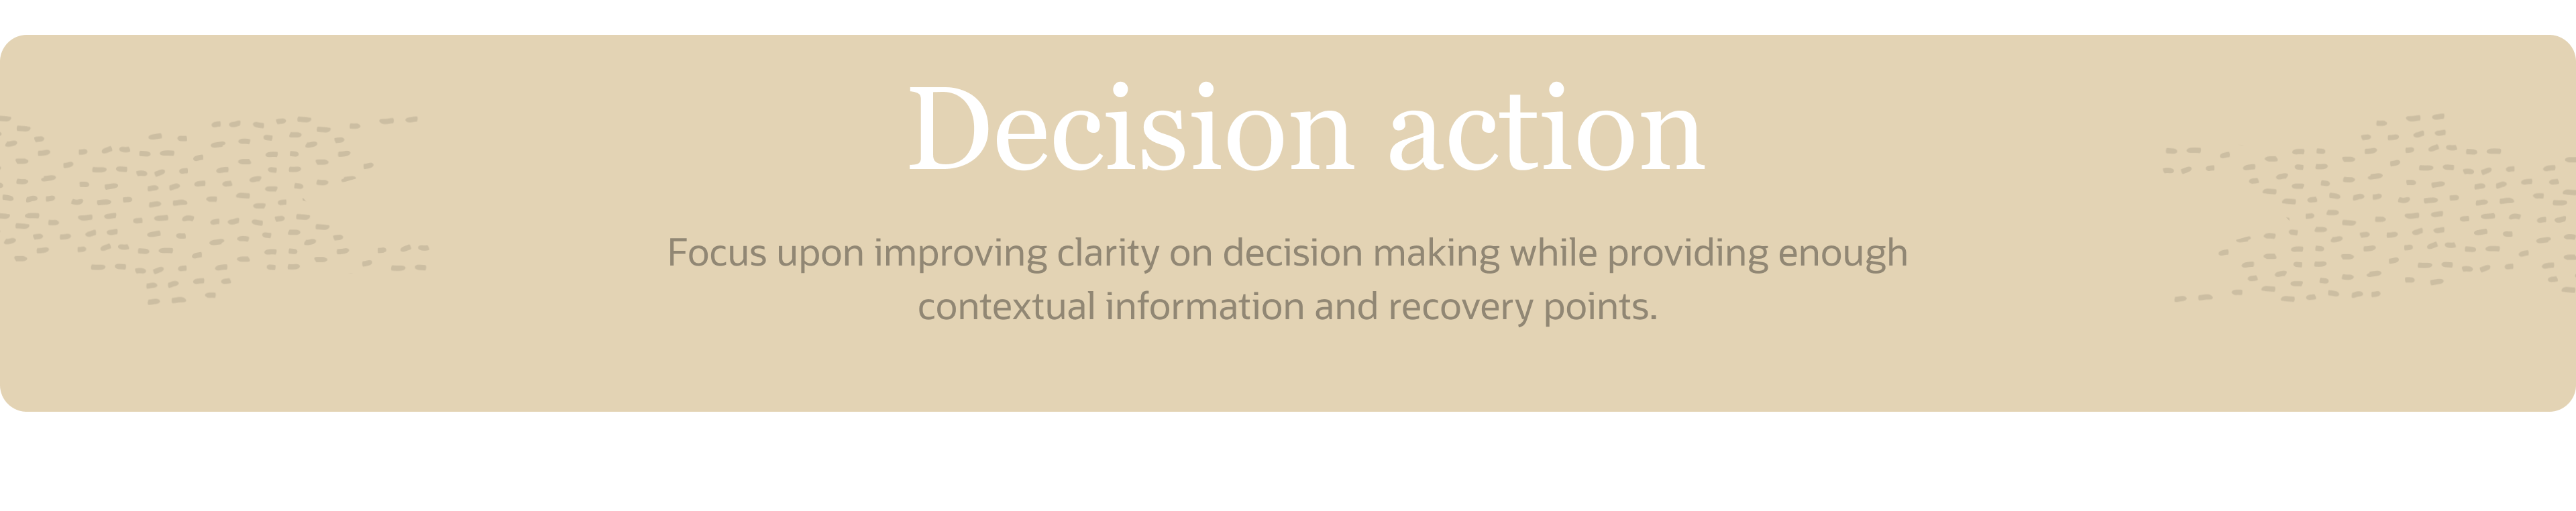 Decision action
Focus upon improving clarity on decision making while providing enough
contextual information and recovery points.